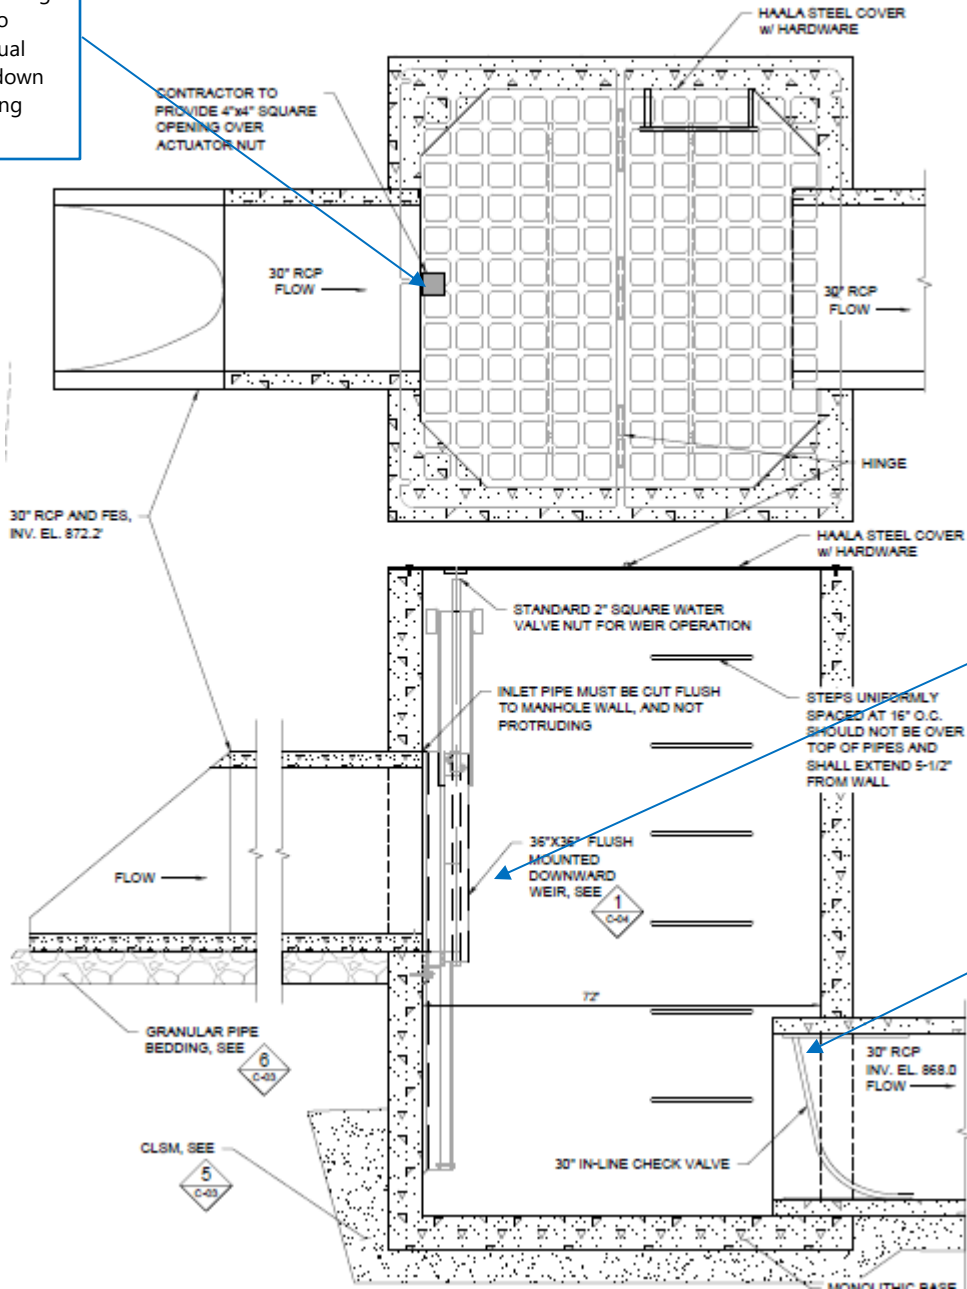 HAALA STEEL COVER
w/ HARDWARE
down
CONTRACTOR TO
PROVIDE 4"x4" SQUARE
OPENING OVER
ACTUATOR NUT
30" RCP
FLOW
30" RCP
FLOW
HINGE
30" RCP AND FES,
INV. EL. 872.2'
HAALA STEEL COVER
w/ HARDWARE
STANDARD 2" SQUARE WATER
VALVE NUT FOR WEIR OPERATION
INLET PIPE MUST BE CUT FLUSH
TO MANHOLE WALL, AND NOT
PROTRUDING
STEPS UNIFORMLY
SPACED AT 16" O.C.
SHOULD NOT BE OVER
TOP OF PIPES AND
SHALL EXTEND 5-1/2"
FROM WALL
36"X36" FLUSH
MOUNTED
DOWNWARD
WEIR, SEE
1
C-04
FLOW
72"
GRANULAR PIPE
BEDDING, SEE
6
C-03
30" RCP
INV. EL. 868.0
FLOW
CLSM, SEE
5
C-03
30" IN-LINE CHECK VALVE
MONOLITHIC BASE